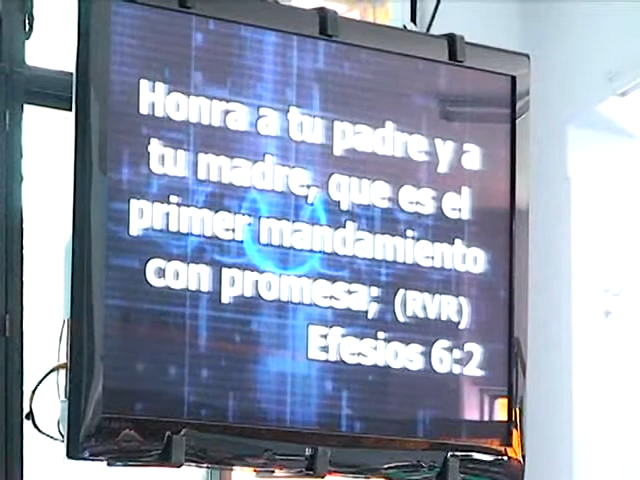 Honra a tu padre y a
tu madre, que es el
primer mandamiento
con promesa; (RVR)
Efesios 6:2